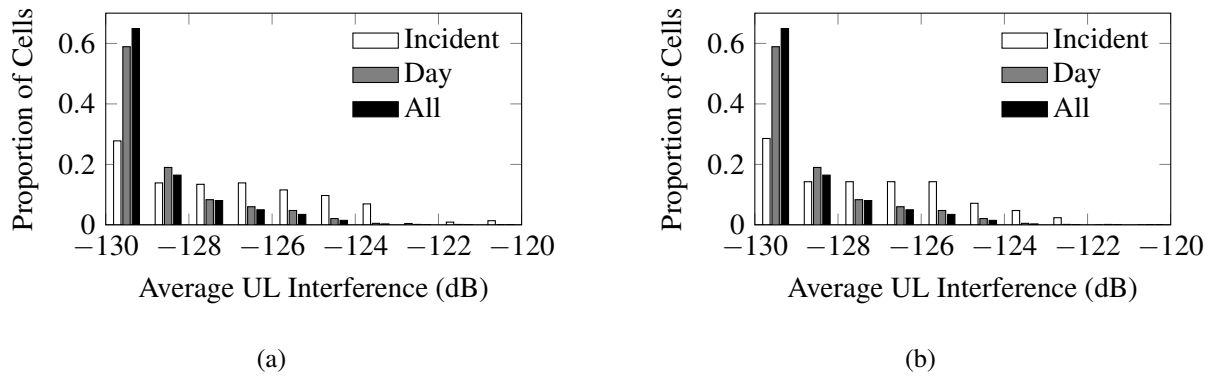 Proportion of Cells
0.6
0.4
0.2
0
Incident
Day
All
−130 −128 −126 −124 −122 −120
Average UL Interference (dB)
(a)
Proportion of Cells
0.6
0.4
0.2
0
Incident
Day
All
−130 −128 −126 −124 −122 −120
Average UL Interference (dB)
(b)